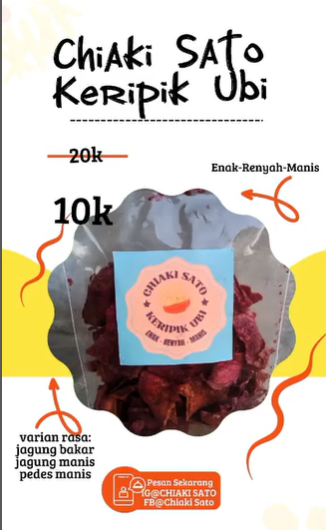 Chiaki Sato
Keripik Ubi
20k
Enak-Renyah-Manis
10k
CHIAKI SATO
KERIPIK UBI
ENAK - RENYAH - MANIS
varian rasa:
jagung bakar
jagung manis
pedes manis
Pesan Sekarang
IG@CHIAKI SATO
FB@Chiaki Sato